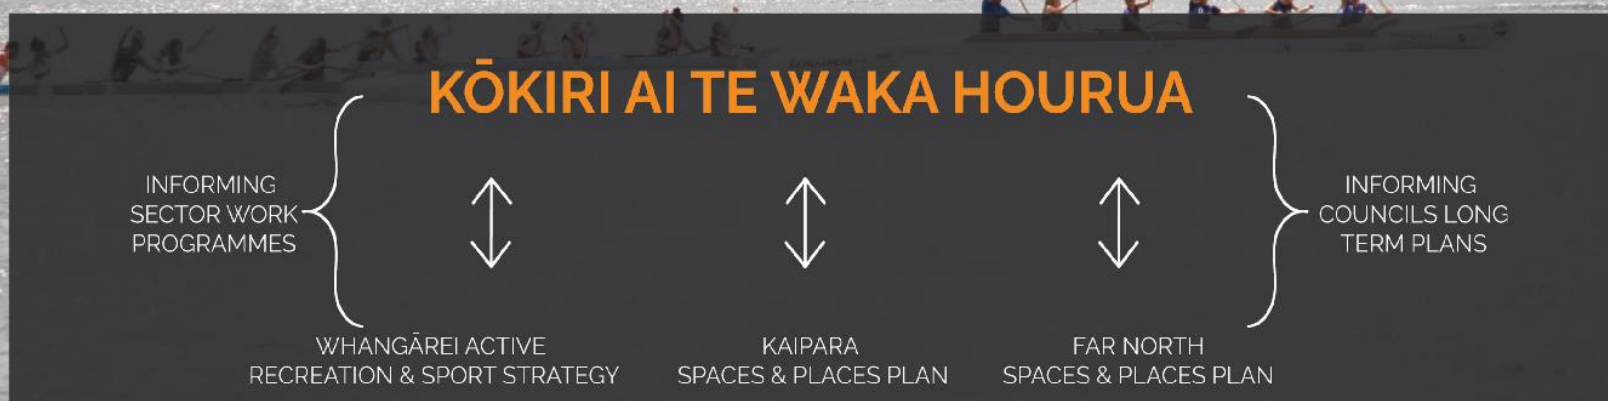 KŌKIRI AI TE WAKA HOURUA
INFORMING
SECTOR WORK
PROGRAMMES
INFORMING
COUNCILS LONG
TERM PLANS
WHANGĀREI ACTIVE
RECREATION & SPORT STRATEGY
KAIPARA
SPACES & PLACES PLAN
FAR NORTH
SPACES & PLACES PLAN